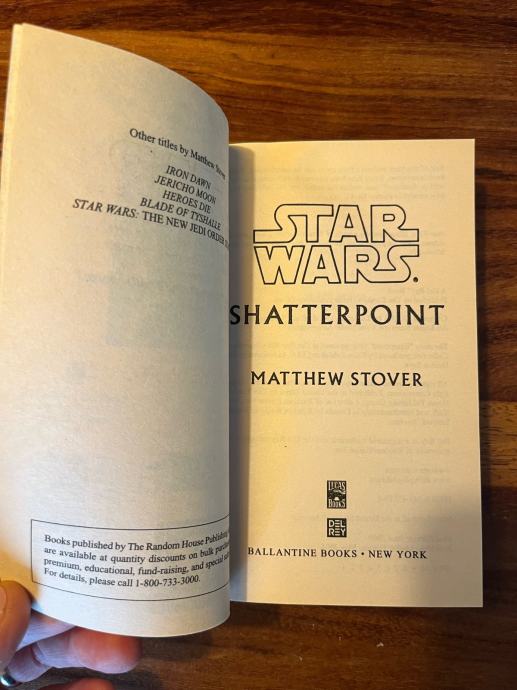 Other titles by Matthew Stover
IRON DAWN
JERICHO MOON
HEROES DIE
BLADE OF TYSHALLE
STAR WARS: THE NEW JEDI ORDER
Books published by The Random House Publishing
are available at quantity discounts on bulk
premium, educational, fund-raising, and special
For details, please call 1-800-733-3000.
STAR
WARS
SHATTERPOINT
MATTHEW STOVER
LUCAS
BOOKS
DEL
REY
BALLANTINE BOOKS • NEW YORK